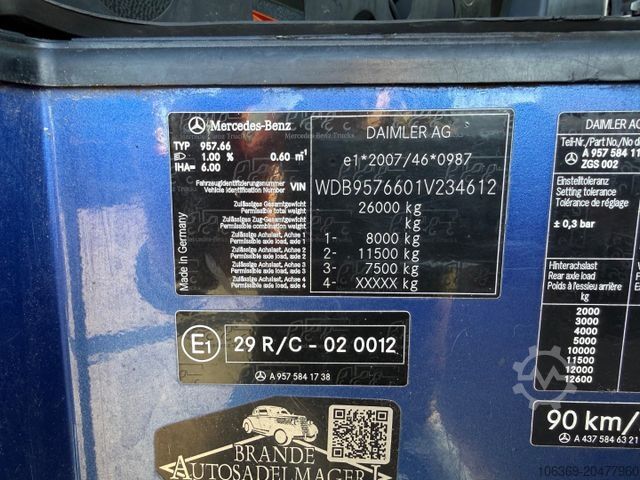 Mercedes-Benz
TYP 957.66
1.00 % 0.60 m¹
IHA= 6.00
Fahrzeugidentifizierungsnummer
Vehicle Identification number
VIN
Zulässiges Gesamtgewicht
Permissible total weight
Zulässiges Zug-Gesamtgewicht
Permissible combination weight
Zulässige Achslast, Achse 1
Permissible axle load, axle 1
Zulässige Achslast, Achse 2
Permissible axle load, axle 2
Zulässige Achslast, Achse 3
Permissible axle load, axle 3
Zulässige Achslast, Achse 4
Permissible axle load, axle 4
Made in Germany
DAIMLER AG
e1*2007/46*0987
WDB9576601V234612
26000 kg
kg
1- 8000 kg
2- 11500 kg
3- 7500 kg
4- XXXXX kg
Teil-Nr./Part.No./No de
A 957 584 11
ZGS 002
Einstelltoleranz
Setting tolerance
Tolérance de réglage
± 0,3 bar
Hinterachslast
Rear axle load
Poids à l'essieu arrière
kg
2000
3000
4000
5000
10000
11500
12000
12600
E1
29 R/C - 02 0012
A 957 584 17 38
90 km/
A 437 584 63 21
BRANDE
AUTOSADELMAGERI
106369-20477960